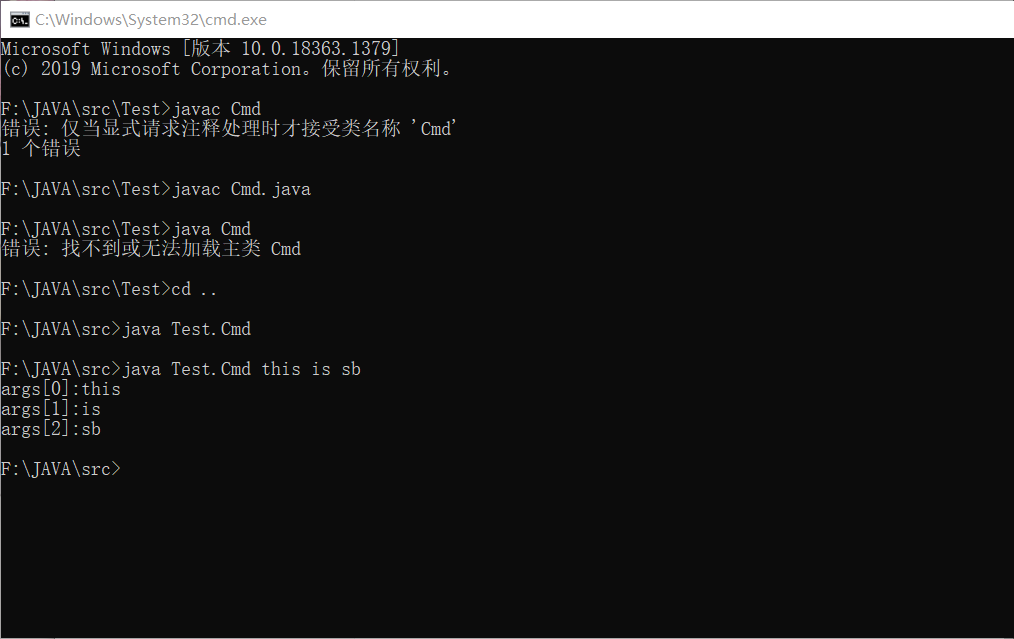 C:\Windows\System32\cmd.exe
Microsoft Windows [版本 10.0.18363.1379]
(c) 2019 Microsoft Corporation。保留所有权利。
F:\JAVA\src\Test>javac Cmd
错误: 仅当显式请求注释处理时才接受类名称 'Cmd'
1 个错误
F:\JAVA\src\Test>javac Cmd.java
F:\JAVA\src\Test>java Cmd
错误: 找不到或无法加载主类 Cmd
F:\JAVA\src\Test>cd ..
F:\JAVA\src>java Test.Cmd
F:\JAVA\src>java Test.Cmd this is sb
args[0]:this
args[1]:is
args[2]:sb
F:\JAVA\src>